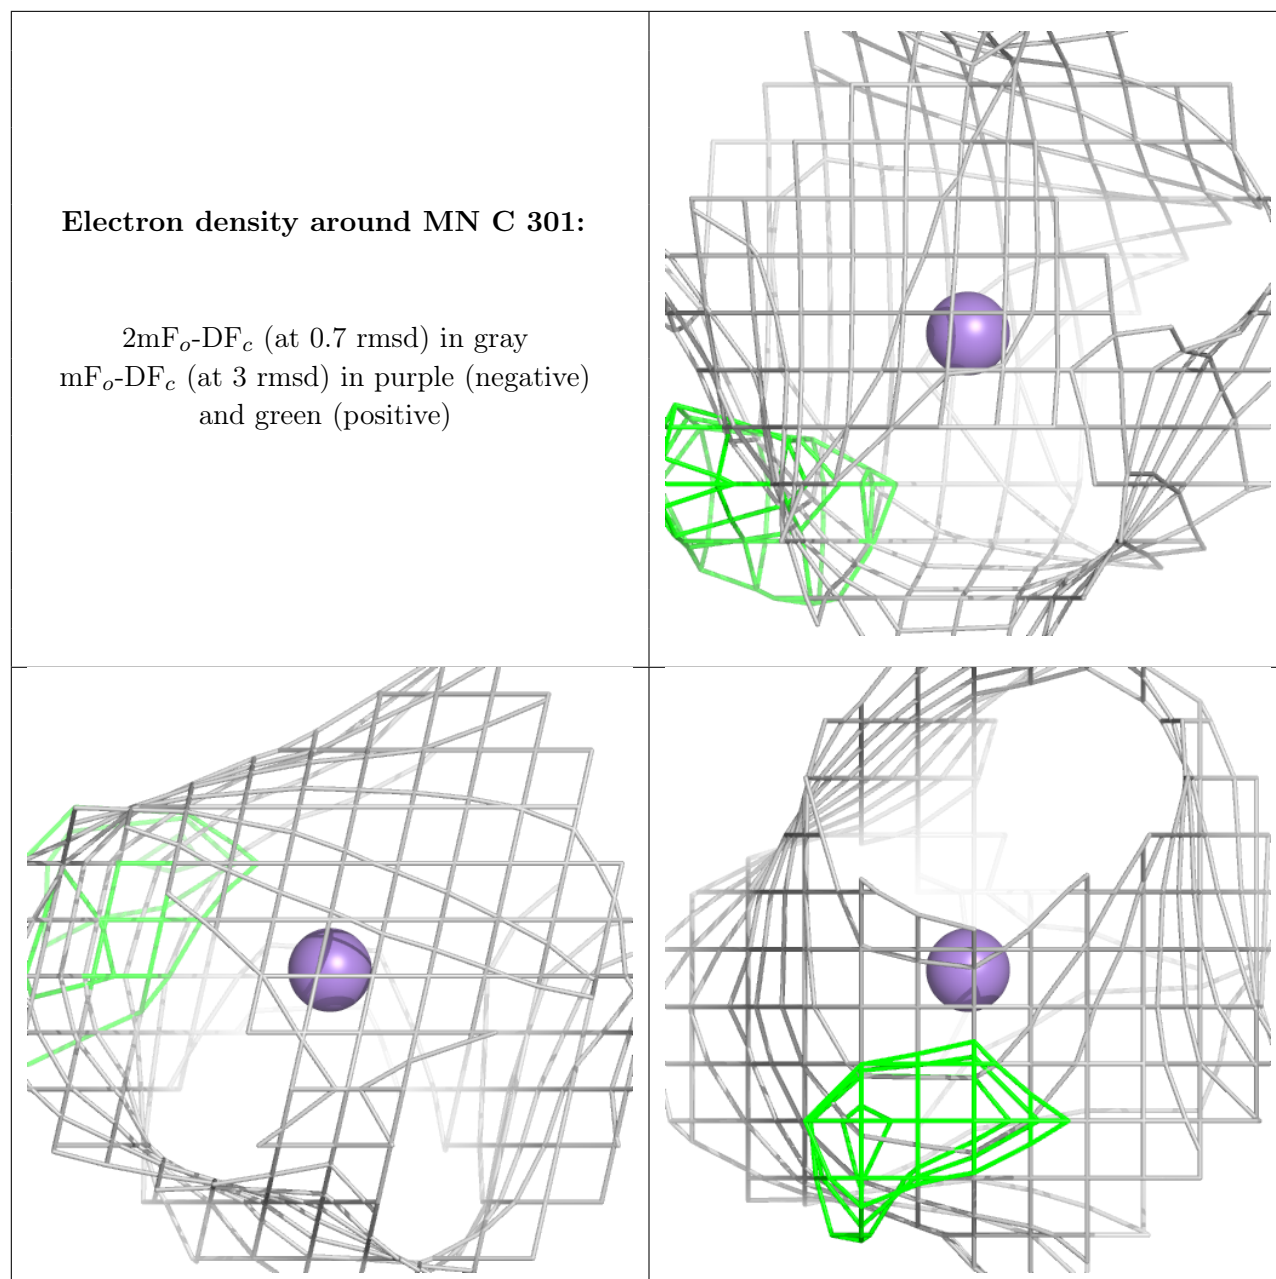 Electron density around MN C 301:
2mFo-DFc (at 0.7 rmsd) in gray
mFo-DFc (at 3 rmsd) in purple (negative)
and green (positive)